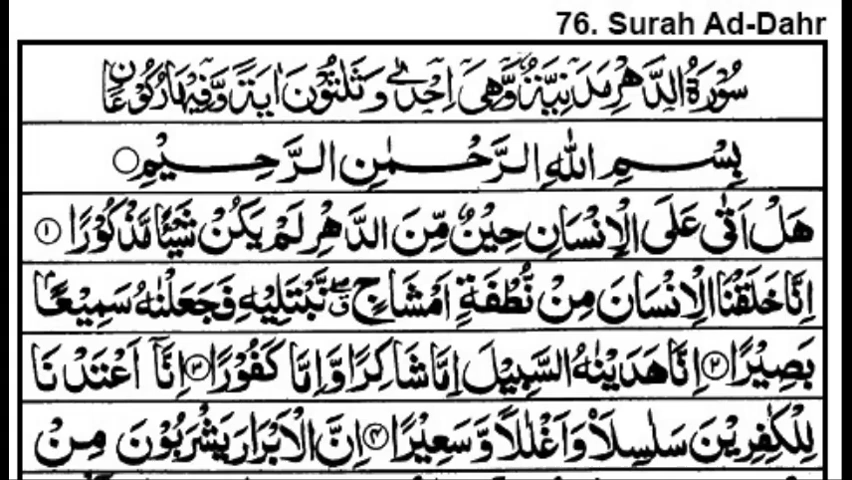 76. Surah Ad-Dahr
سُوْرَةُ الدَّهْرِ مَدَنِيَّةٌ وَّهِيَ اِحْدٰى وَ ثَلٰثُوْنَ اٰيَةً وَّفِيْهَا رُكُوْعَانِ
بِسْمِ اللّٰهِ الرَّحْمٰنِ الرَّحِيْمِ ○
هَلْ اَتٰى عَلَى الْاِنْسَانِ حِيْنٌ مِّنَ الدَّهْرِ لَمْ يَكُنْ شَيْـًٔا مَّذْكُوْرًا ①
اِنَّا خَلَقْنَا الْاِنْسَانَ مِنْ نُّطْفَةٍ اَمْشَاجٍ ۖق نَّبْتَلِيْهِ فَجَعَلْنٰهُ سَمِيْعًۢا
بَصِيْرًا ② اِنَّا هَدَيْنٰهُ السَّبِيْلَ اِمَّا شَاكِرًا وَّ اِمَّا كَفُوْرًا ③ اِنَّآ اَعْتَدْنَا
لِلْكٰفِرِيْنَ سَلٰسِلَا۟ وَ اَغْلٰلًا وَّ سَعِيْرًا ④ اِنَّ الْاَبْرَارَ يَشْرَبُوْنَ مِنْ